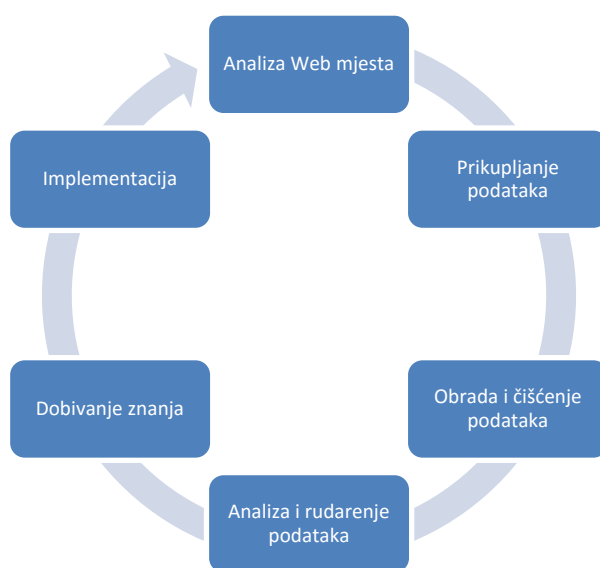 Analiza Web mjesta
Prikupljanje
podataka
Obrada i čišćenje
podataka
Analiza i rudarenje
podataka
Dobivanje znanja
Implementacija